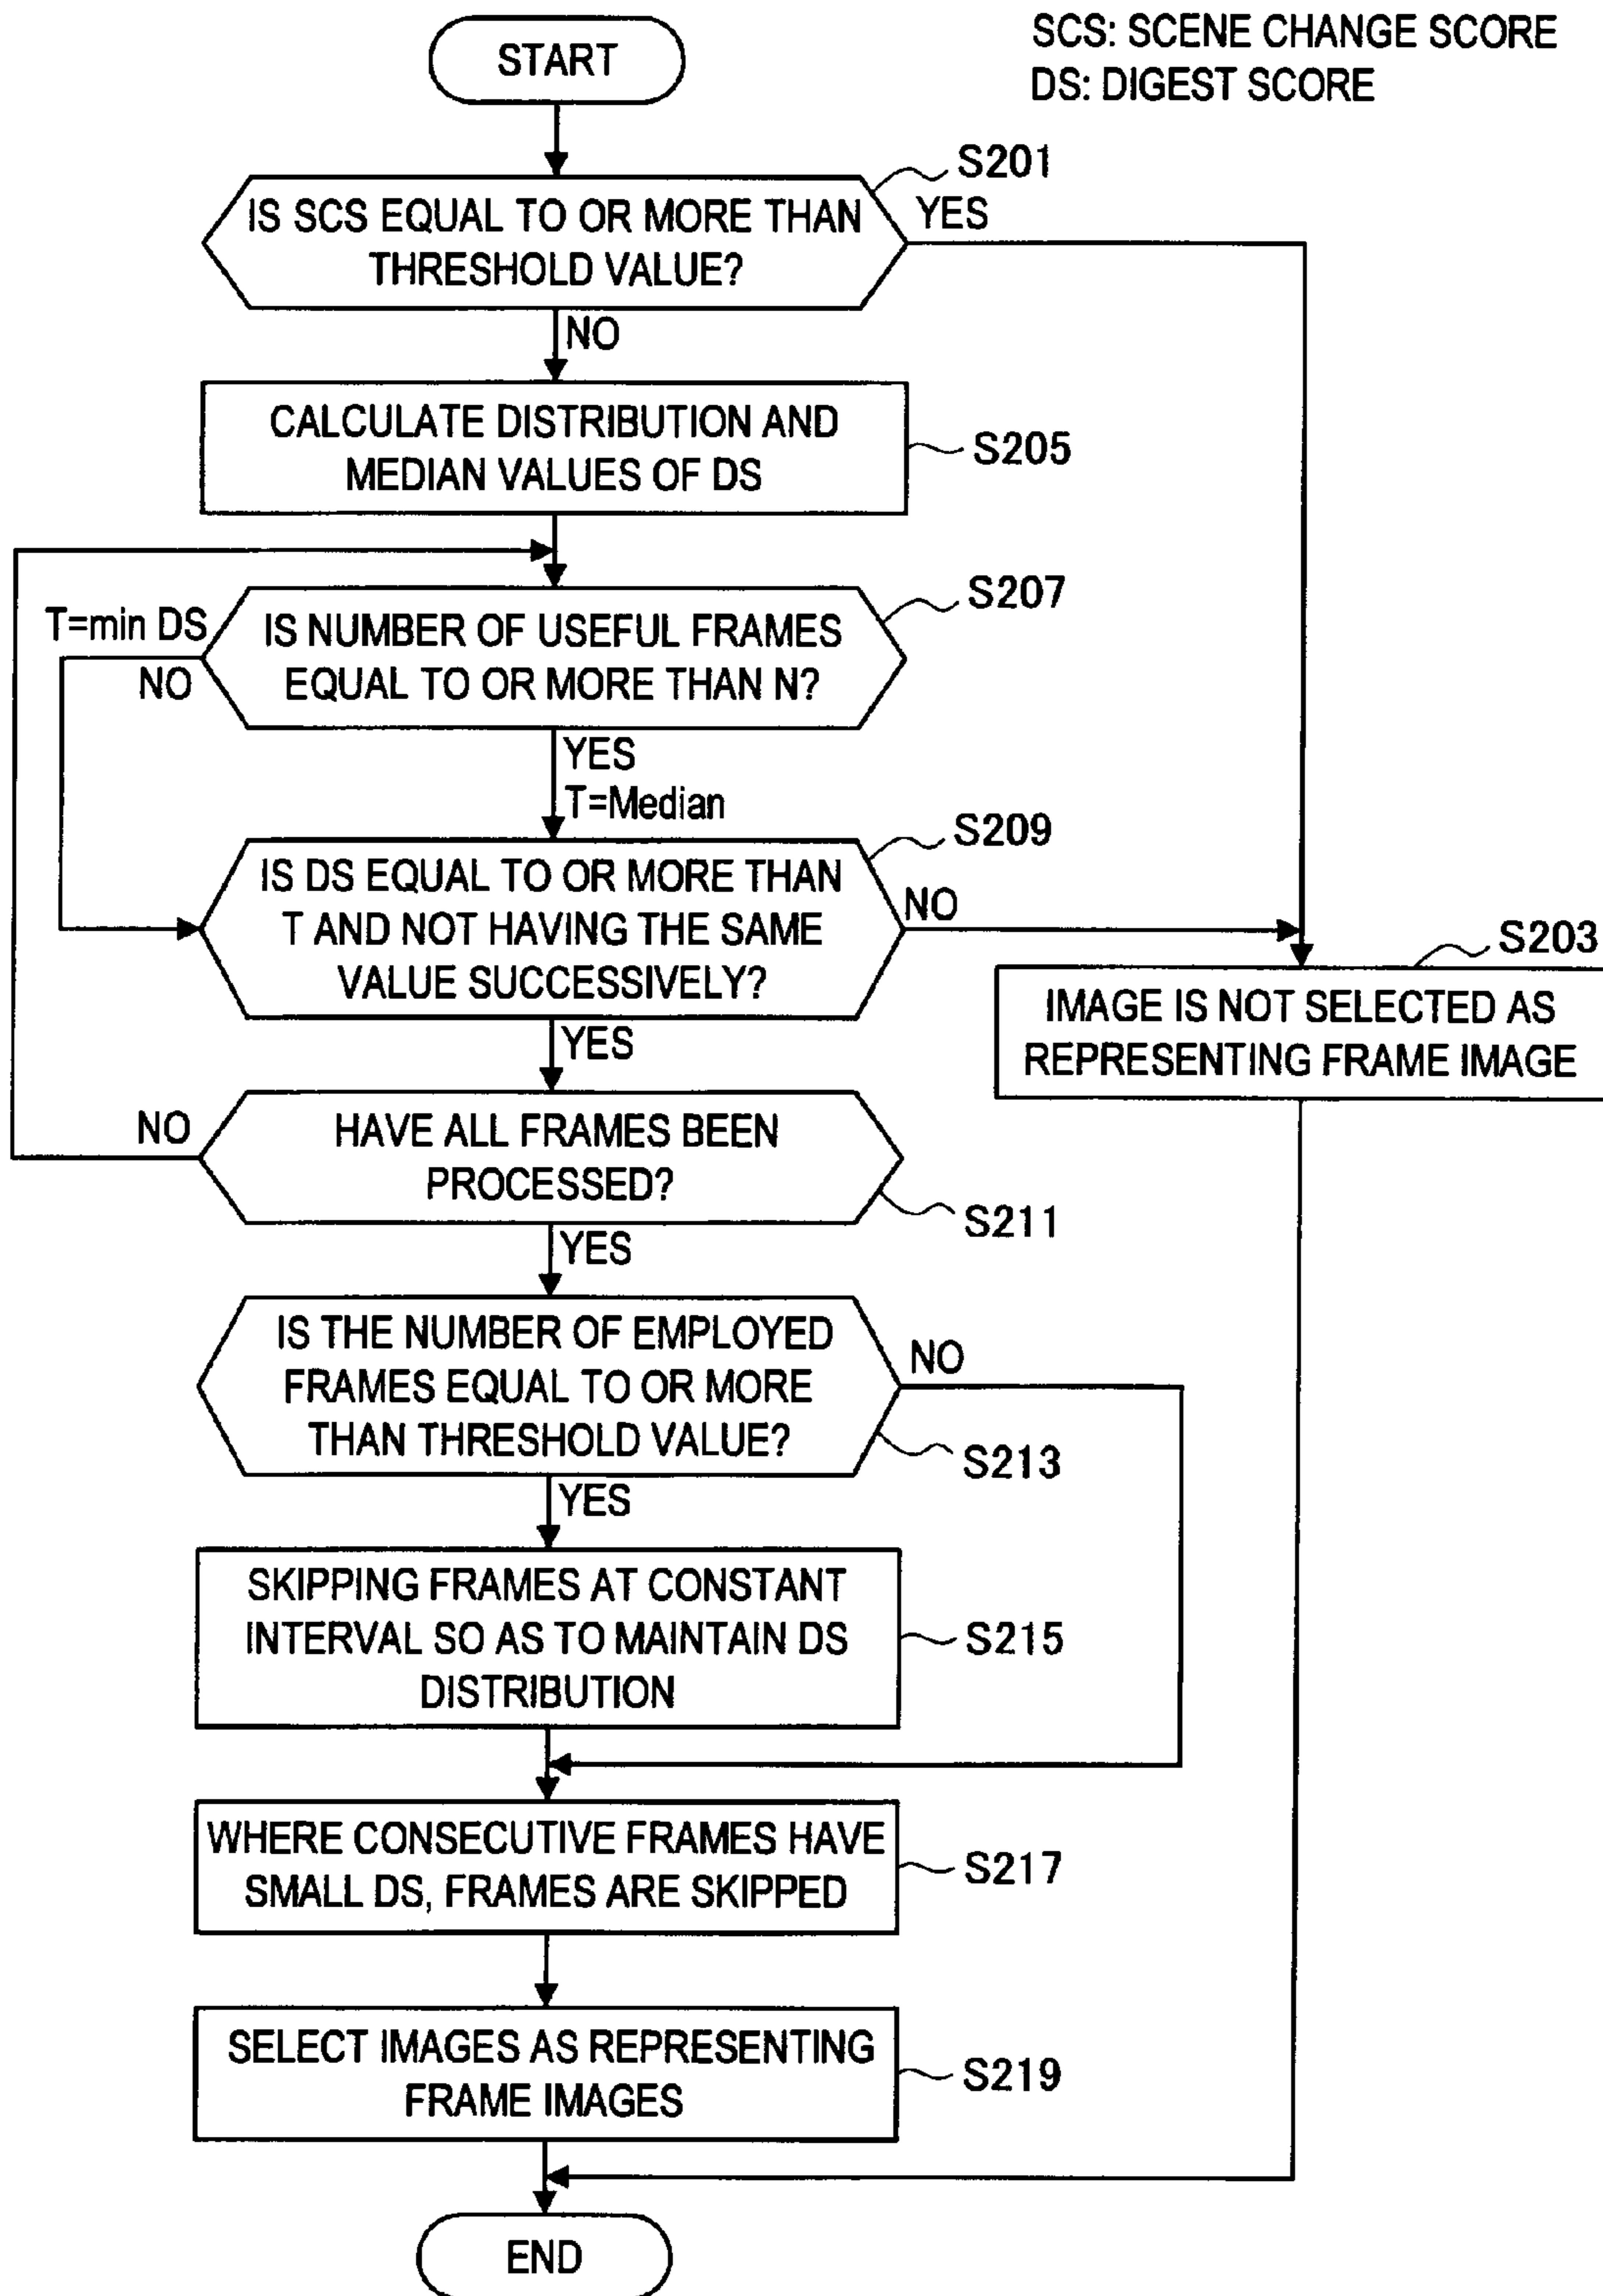 SCS: SCENE CHANGE SCORE
DS: DIGEST SCORE
START
S201
IS SCS EQUAL TO OR MORE THAN
THRESHOLD VALUE?
YES
NO
CALCULATE DISTRIBUTION AND
MEDIAN VALUES OF DS
S205
S207
T=min DS
NO
IS NUMBER OF USEFUL FRAMES
EQUAL TO OR MORE THAN N?
YES
T=Median
S209
IS DS EQUAL TO OR MORE THAN
T AND NOT HAVING THE SAME
VALUE SUCCESSIVELY?
NO
S203
IMAGE IS NOT SELECTED AS
REPRESENTING FRAME IMAGE
YES
NO
HAVE ALL FRAMES BEEN
PROCESSED?
S211
YES
IS THE NUMBER OF EMPLOYED
FRAMES EQUAL TO OR MORE
THAN THRESHOLD VALUE?
NO
S213
YES
SKIPPING FRAMES AT CONSTANT
INTERVAL SO AS TO MAINTAIN DS
DISTRIBUTION
S215
WHERE CONSECUTIVE FRAMES HAVE
SMALL DS, FRAMES ARE SKIPPED
S217
SELECT IMAGES AS REPRESENTING
FRAME IMAGES
S219
END